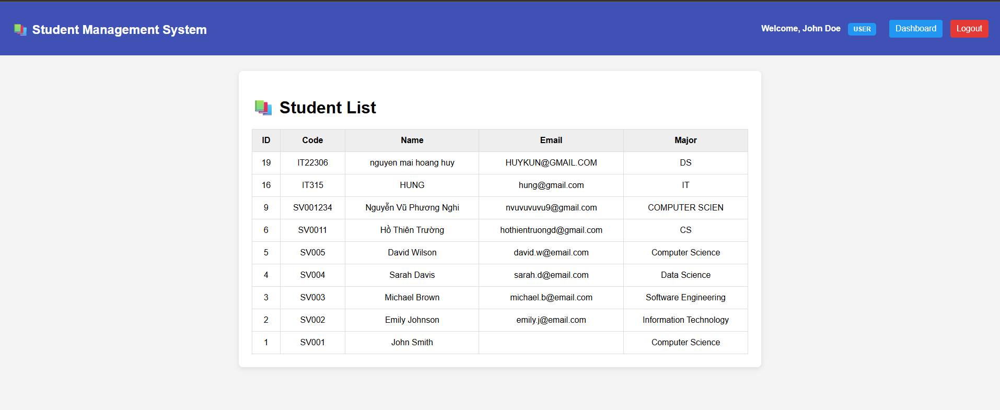 Student Management System
Welcome, John Doe USER Dashboard Logout
Student List
ID Code Name Email Major
19 IT22306 nguyen mai hoang huy HUYKUN@GMAIL.COM DS
16 IT315 HUNG hung@gmail.com IT
9 SV001234 Nguyễn Vũ Phương Nghi nvuvuvuvu9@gmail.com COMPUTER SCIEN
6 SV0011 Hồ Thiên Trường hothientruongd@gmail.com CS
5 SV005 David Wilson david.w@email.com Computer Science
4 SV004 Sarah Davis sarah.d@email.com Data Science
3 SV003 Michael Brown michael.b@email.com Software Engineering
2 SV002 Emily Johnson emily.j@email.com Information Technology
1 SV001 John Smith Computer Science